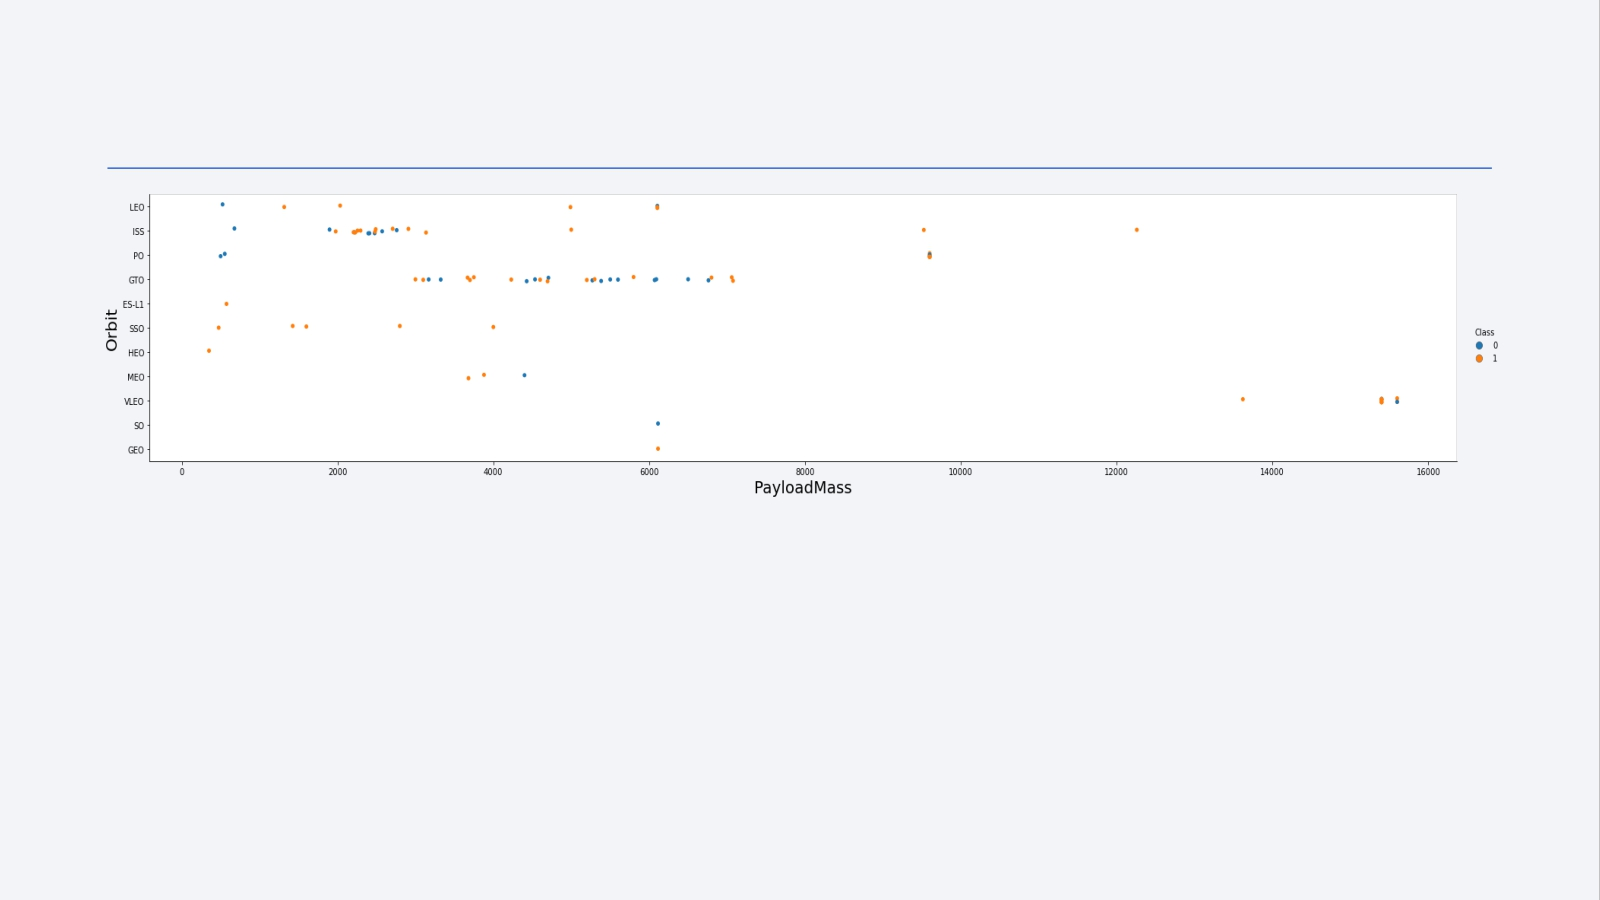 LEO
ISS
PO
GTO
ES-L1
SSO
HEO
MEO
VLEO
SO
GEO
Orbit
0 2000 4000 6000 8000 10000 12000 14000 16000
PayloadMass
Class
0
1